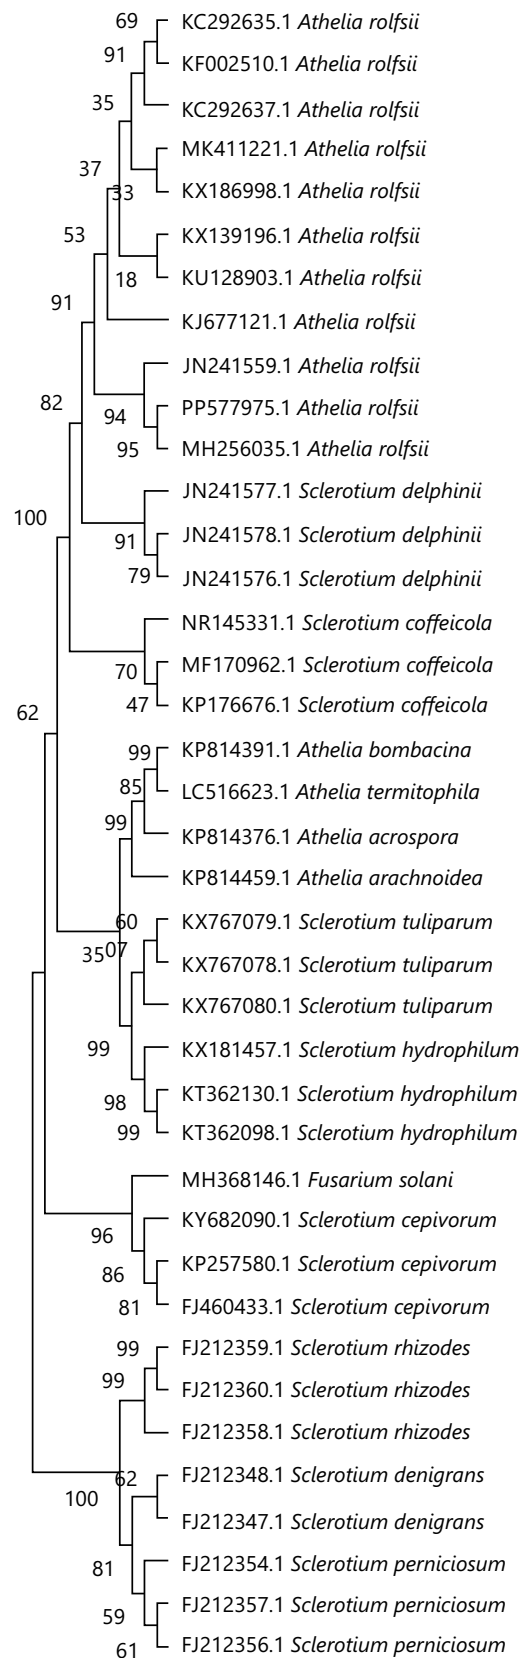 69
KC292635.1 Athelia rolfsii
91
KF002510.1 Athelia rolfsii
35
KC292637.1 Athelia rolfsii
MK411221.1 Athelia rolfsii
37
33
KX186998.1 Athelia rolfsii
53
KX139196.1 Athelia rolfsii
18
KU128903.1 Athelia rolfsii
91
KJ677121.1 Athelia rolfsii
JN241559.1 Athelia rolfsii
82
94
PP577975.1 Athelia rolfsii
95
MH256035.1 Athelia rolfsii
JN241577.1 Sclerotium delphinii
100
91
JN241578.1 Sclerotium delphinii
79
JN241576.1 Sclerotium delphinii
NR145331.1 Sclerotium coffeicola
70
MF170962.1 Sclerotium coffeicola
62
47
KP176676.1 Sclerotium coffeicola
99
KP814391.1 Athelia bombacina
85
LC516623.1 Athelia termitophila
99
KP814376.1 Athelia acrospora
KP814459.1 Athelia arachnoidea
60
KX767079.1 Sclerotium tuliparum
35
07
KX767078.1 Sclerotium tuliparum
KX767080.1 Sclerotium tuliparum
99
KX181457.1 Sclerotium hydrophilum
98
KT362130.1 Sclerotium hydrophilum
99
KT362098.1 Sclerotium hydrophilum
MH368146.1 Fusarium solani
96
KY682090.1 Sclerotium cepivorum
86
KP257580.1 Sclerotium cepivorum
81
FJ460433.1 Sclerotium cepivorum
99
FJ212359.1 Sclerotium rhizodes
99
FJ212360.1 Sclerotium rhizodes
FJ212358.1 Sclerotium rhizodes
62
FJ212348.1 Sclerotium denigrans
100
FJ212347.1 Sclerotium denigrans
81
FJ212354.1 Sclerotium perniciosum
59
FJ212357.1 Sclerotium perniciosum
61
FJ212356.1 Sclerotium perniciosum